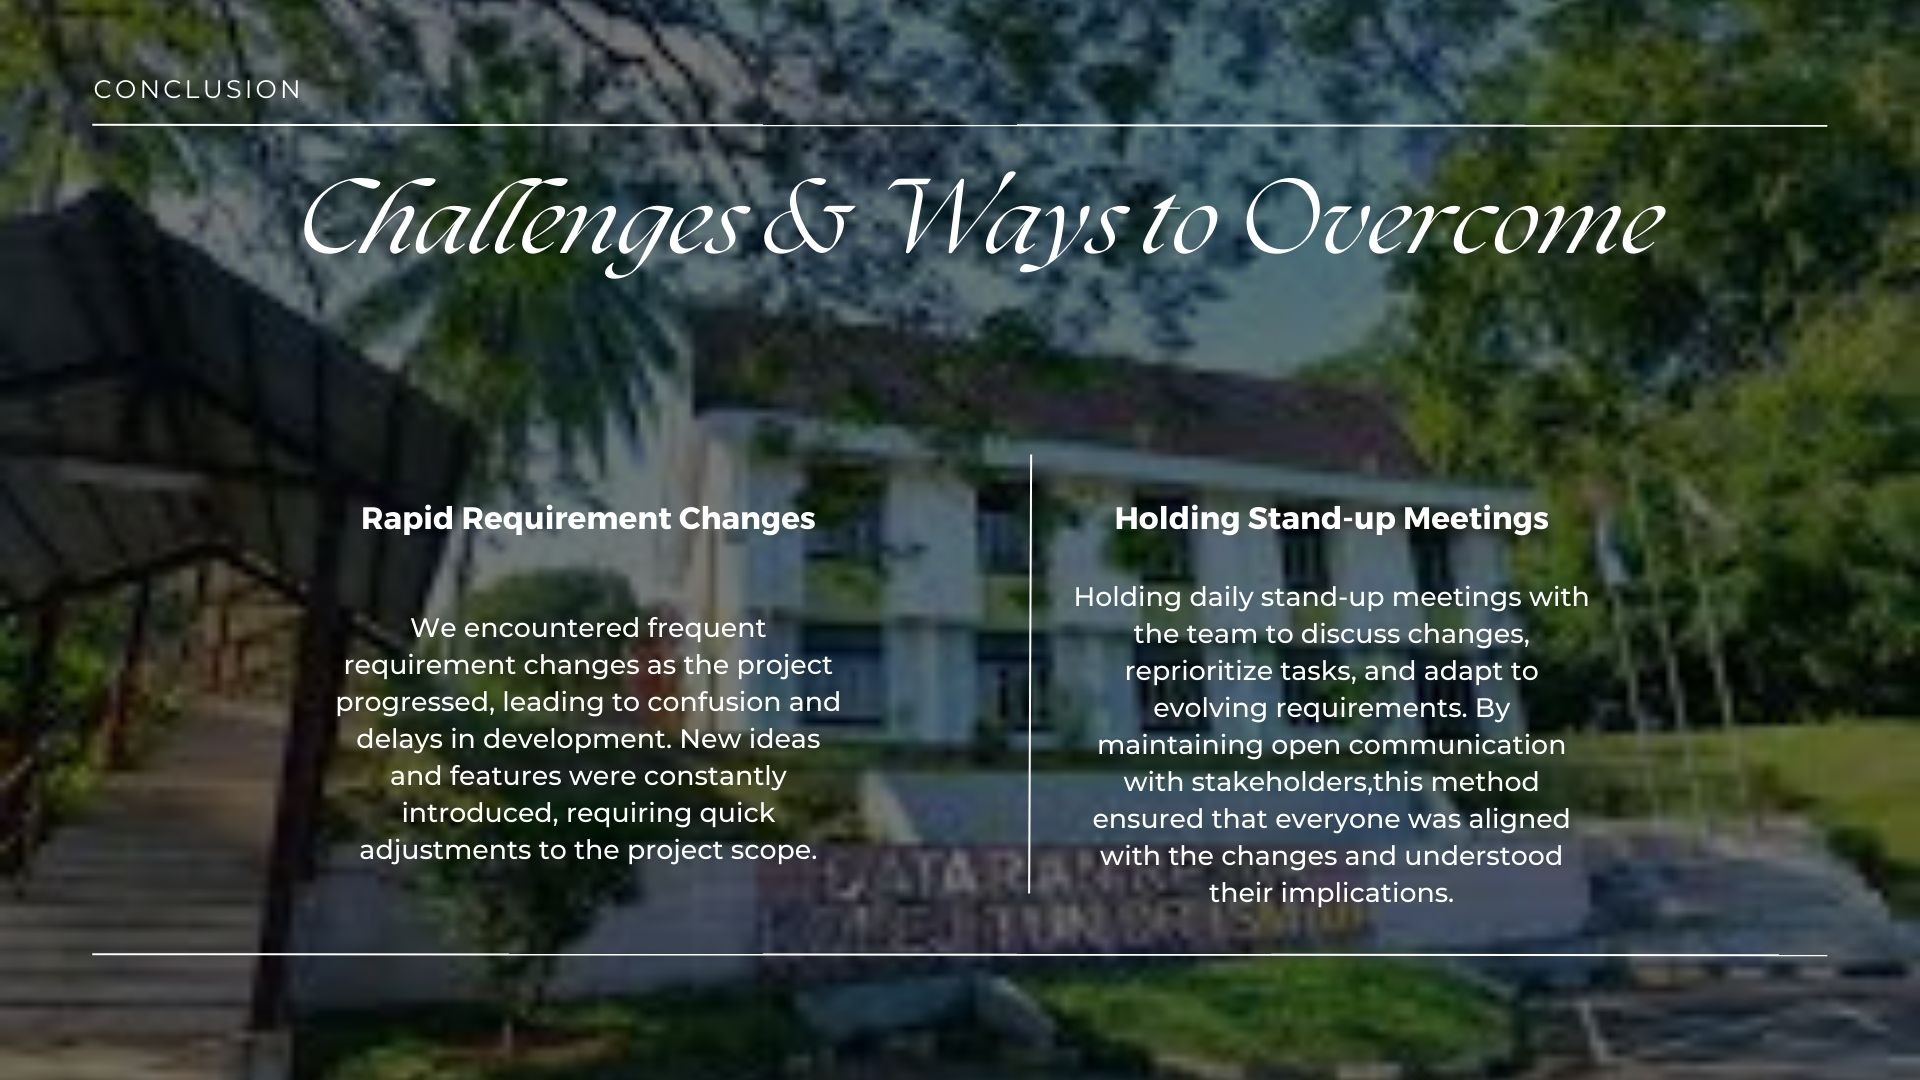 CONCLUSION
Challenges & Ways to Overcome
Rapid Requirement Changes
We encountered frequent
requirement changes as the project
progressed, leading to confusion and
delays in development. New ideas
and features were constantly
introduced, requiring quick
adjustments to the project scope.
Holding Stand-up Meetings
Holding daily stand-up meetings with
the team to discuss changes,
reprioritize tasks, and adapt to
evolving requirements. By
maintaining open communication
with stakeholders,this method
ensured that everyone was aligned
with the changes and understood
their implications.